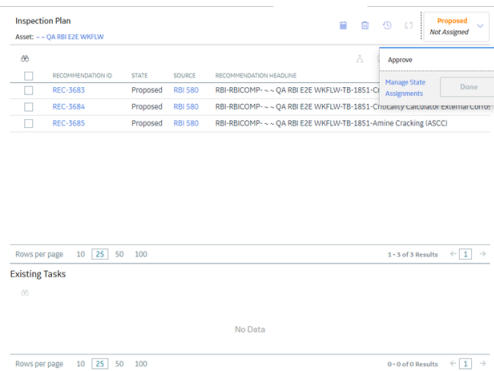 Inspection Plan
Asset: ~ ~ QA RBI E2E WKFLW
Proposed
Not Assigned
Approve
Manage State Assignments
Done
RECOMMENDATION ID STATE SOURCE RECOMMENDATION HEADLINE
REC-3683 Proposed RBI 580 RBI-RBICOMP- ~ ~ QA RBI E2E WKFLW-TB-1851-Cr
REC-3684 Proposed RBI 580 RBI-RBICOMP- ~ ~ QA RBI E2E WKFLW-TB-1851-Criticality Calculator External Corros
REC-3685 Proposed RBI 580 RBI-RBICOMP- ~ ~ QA RBI E2E WKFLW-TB-1851-Amine Cracking (ASCC)
Rows per page 10 25 50 100 1 - 3 of 3 Results 1
Existing Tasks
No Data
Rows per page 10 25 50 100 0 - 0 of 0 Results 1